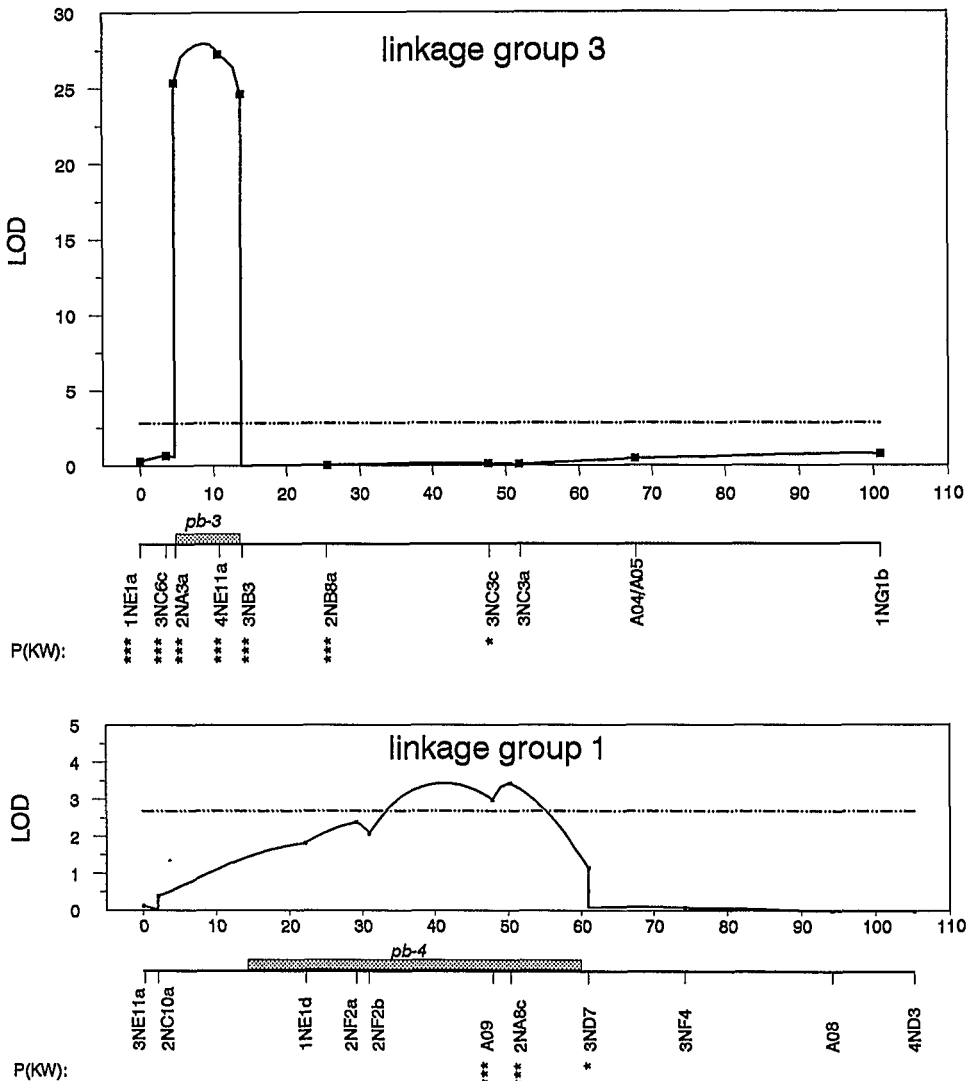 linkage group 3
LOD
30
25
20
15
10
5
0
0 10 20 30 40 50 60 70 80 90 100 110
pb-3
1NE1a 3NC6c 2NA3a 4NE11a 3NB3 2NB8a 3NC3c 3NC3a A04/A05 1NG1b
P(KW): *** *** *** *** *** *** *
linkage group 1
LOD
5
4
3
2
1
0
0 10 20 30 40 50 60 70 80 90 100 110
pb-4
3NE11a 2NC10a 1NE1d 2NF2a 2NF2b A09 2NA6c 3ND7 3NF4 A08 4ND3
P(KW): *** *** *